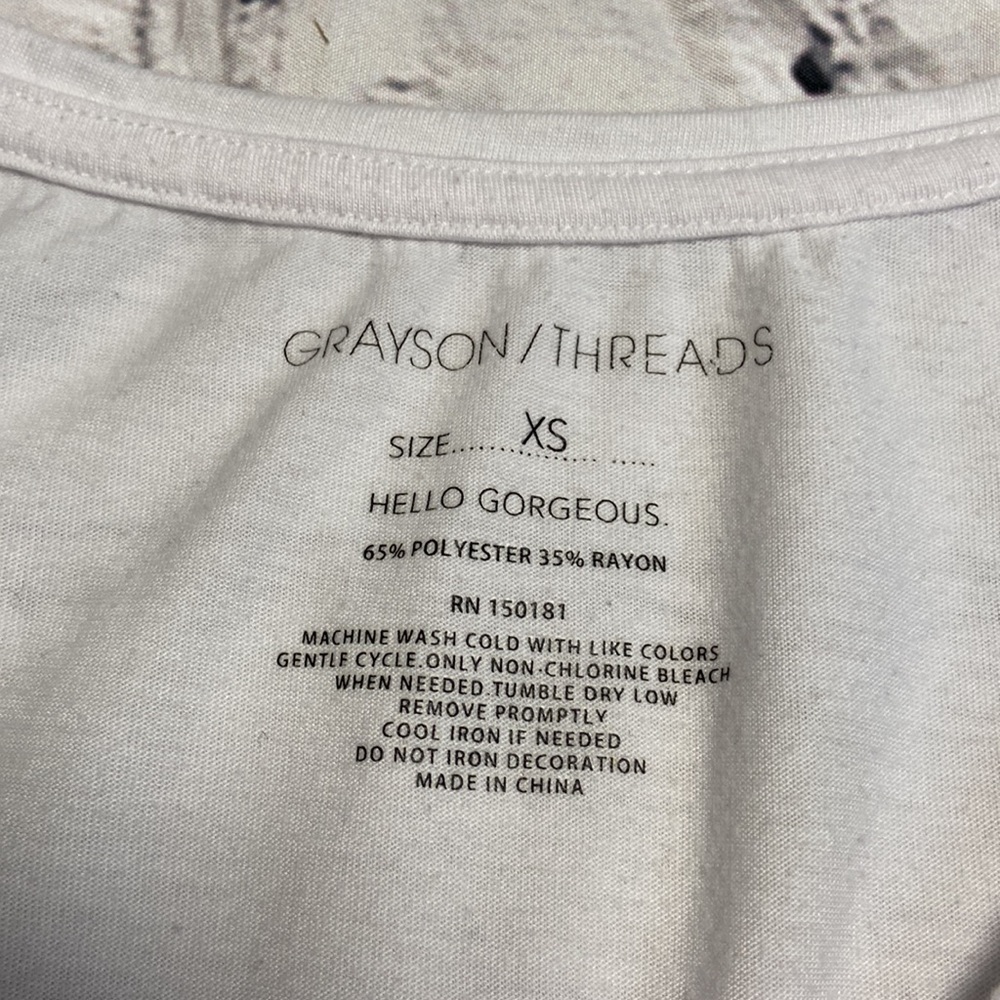 GRAYSON/THREADS
SIZE...... XS ...........
HELLO GORGEOUS.
65% POLYESTER 35% RAYON
RN 150181
MACHINE WASH COLD WITH LIKE COLORS
GENTLE CYCLE.ONLY NON-CHLORINE BLEACH
WHEN NEEDED.TUMBLE DRY LOW
REMOVE PROMPTLY
COOL IRON IF NEEDED
DO NOT IRON DECORATION
MADE IN CHINA